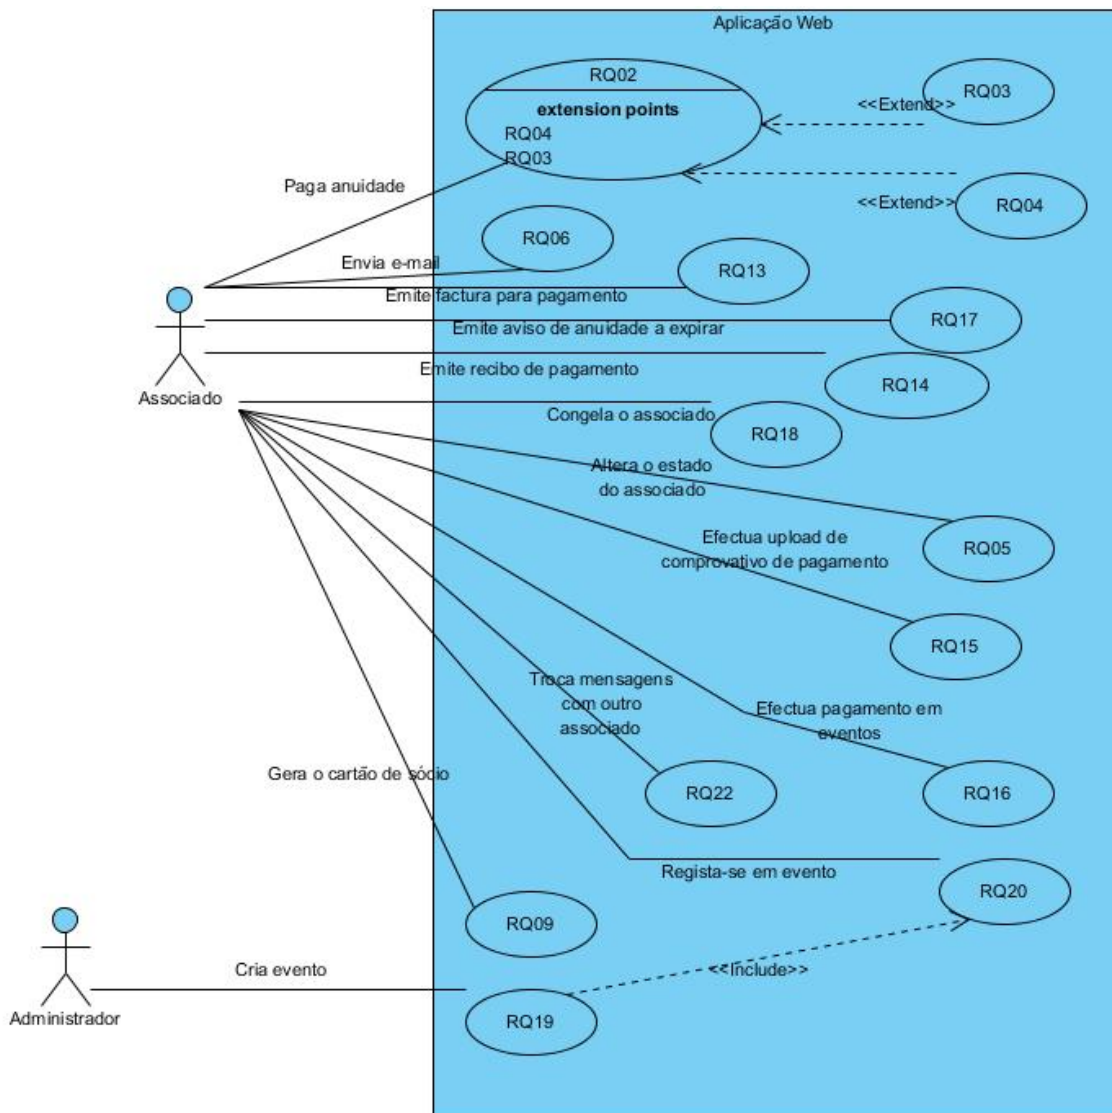 Aplicação Web
RQ02
extension points
RQ04
RQ03
<<Extend>>
RQ03
<<Extend>>
RQ04
Paga anuidade
RQ06
Envia e-mail
RQ13
Emite factura para pagamento
RQ17
Emite aviso de anuidade a expirar
Emite recibo de pagamento
RQ14
Associado
Congela o associado
RQ18
Altera o estado
do associado
Efectua upload de
comprovativo de pagamento
RQ05
RQ15
Troca mensagens
com outro
associado
Efectua pagamento em
eventos
Gera o cartão de sócio
RQ22
RQ16
Regista-se em evento
RQ20
RQ09
Cria evento
<<Include>>
Administrador
RQ19